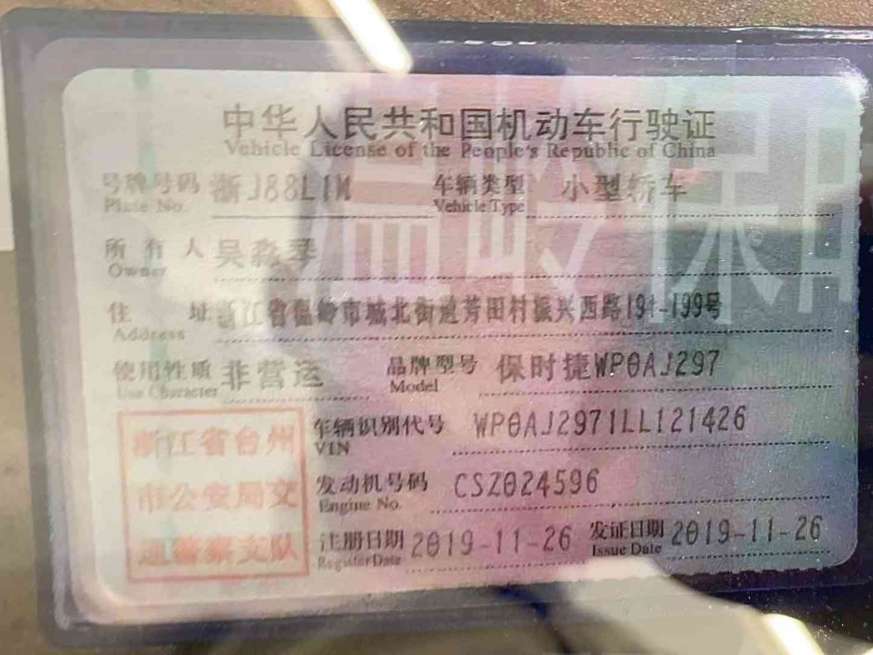 中华人民共和国机动车行驶证
Vehicle License of the People's Republic of China
号牌号码 浙J88L1M 车辆类型 小型轿车
Plate No. Vehicle Type
所有人 吴森琴
Owner
住址 浙江省温岭市城北街道芳田村振兴西路191-199号
Address
使用性质 非营运 品牌型号 保时捷WP0AJ297
Use Character Model
浙江省台州 车辆识别代号 WP0AJ2971LL121426
VIN
市公安局交 发动机号码 CSZ024596
Engine No.
通警察支队 注册日期 2019-11-26 发证日期 2019-11-26
Register Date Issue Date